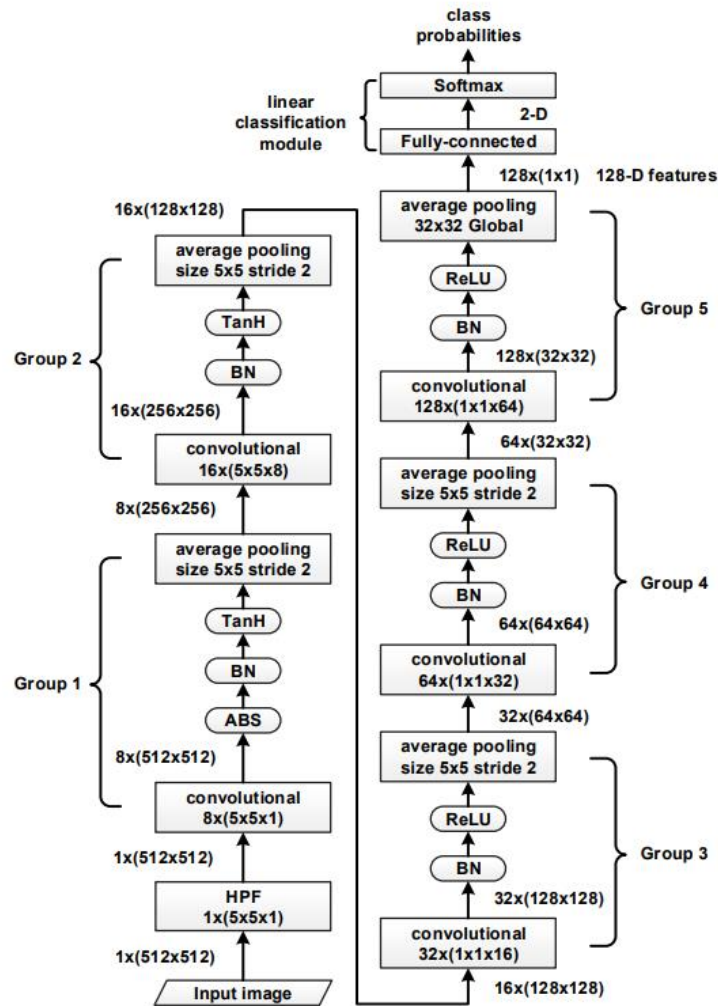 class
probabilities
Softmax
linear
classification
module
2-D
Fully-connected
128x(1x1) 128-D features
average pooling
32x32 Global
ReLU
BN
Group 5
128x(32x32)
convolutional
128x(1x1x64)
64x(32x32)
average pooling
size 5x5 stride 2
ReLU
BN
Group 4
64x(64x64)
convolutional
64x(1x1x32)
32x(64x64)
average pooling
size 5x5 stride 2
ReLU
BN
Group 3
32x(128x128)
convolutional
32x(1x1x16)
16x(128x128)
16x(128x128)
average pooling
size 5x5 stride 2
TanH
Group 2
BN
16x(256x256)
convolutional
16x(5x5x8)
8x(256x256)
average pooling
size 5x5 stride 2
TanH
BN
Group 1
ABS
8x(512x512)
convolutional
8x(5x5x1)
1x(512x512)
HPF
1x(5x5x1)
1x(512x512)
Input image